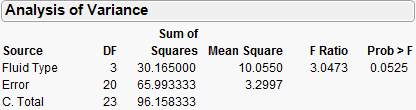 Analysis of Variance
Sum of
Source DF Squares Mean Square F Ratio Prob > F
Fluid Type 3 30.165000 10.0550 3.0473 0.0525
Error 20 65.993333 3.2997
C. Total 23 96.158333